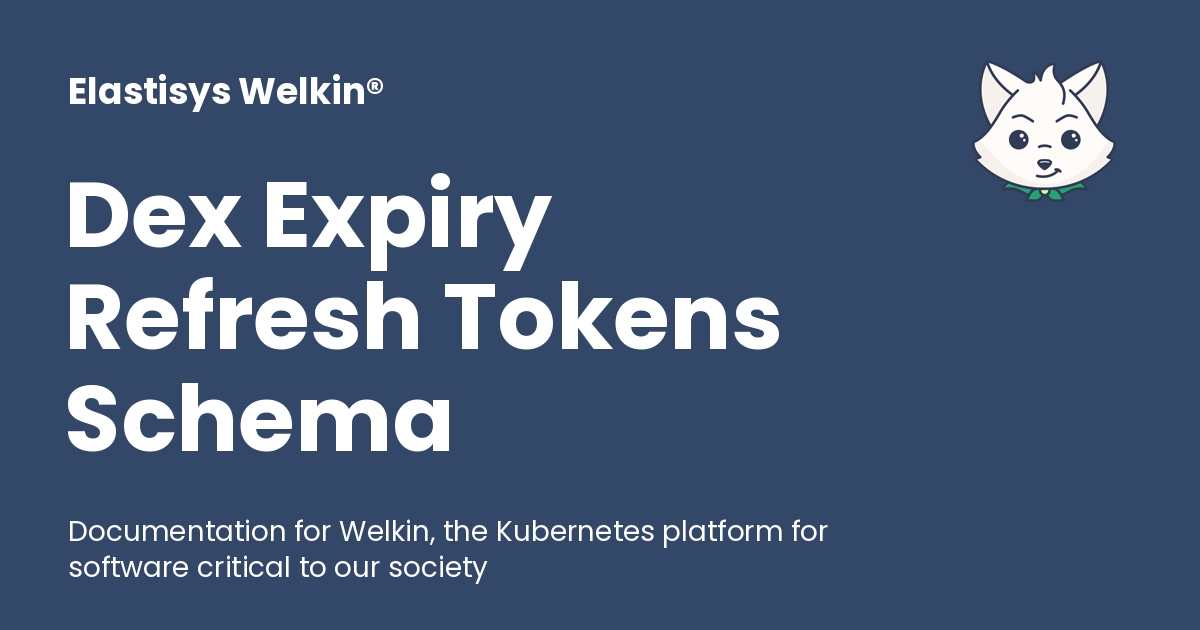 Elastisys Welkin®
Dex Expiry
Refresh Tokens
Schema
Documentation for Welkin, the Kubernetes platform for
software critical to our society